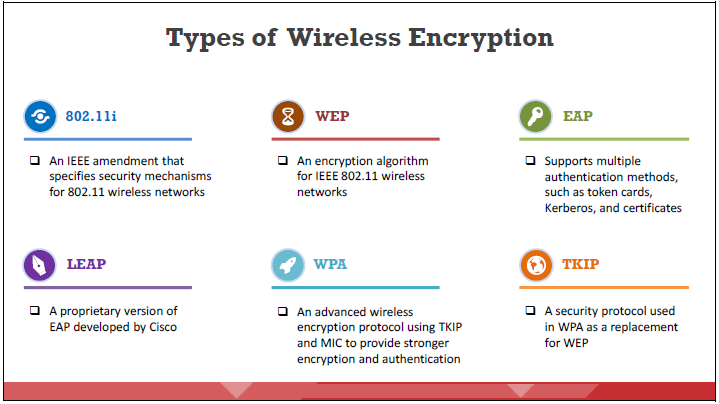 Types of Wireless Encryption
802.11i
❑ An IEEE amendment that
specifies security mechanisms
for 802.11 wireless networks
WEP
❑ An encryption algorithm
for IEEE 802.11 wireless
networks
EAP
❑ Supports multiple
authentication methods,
such as token cards,
Kerberos, and certificates
LEAP
❑ A proprietary version of
EAP developed by Cisco
WPA
❑ An advanced wireless
encryption protocol using TKIP
and MIC to provide stronger
encryption and authentication
TKIP
❑ A security protocol used
in WPA as a replacement
for WEP